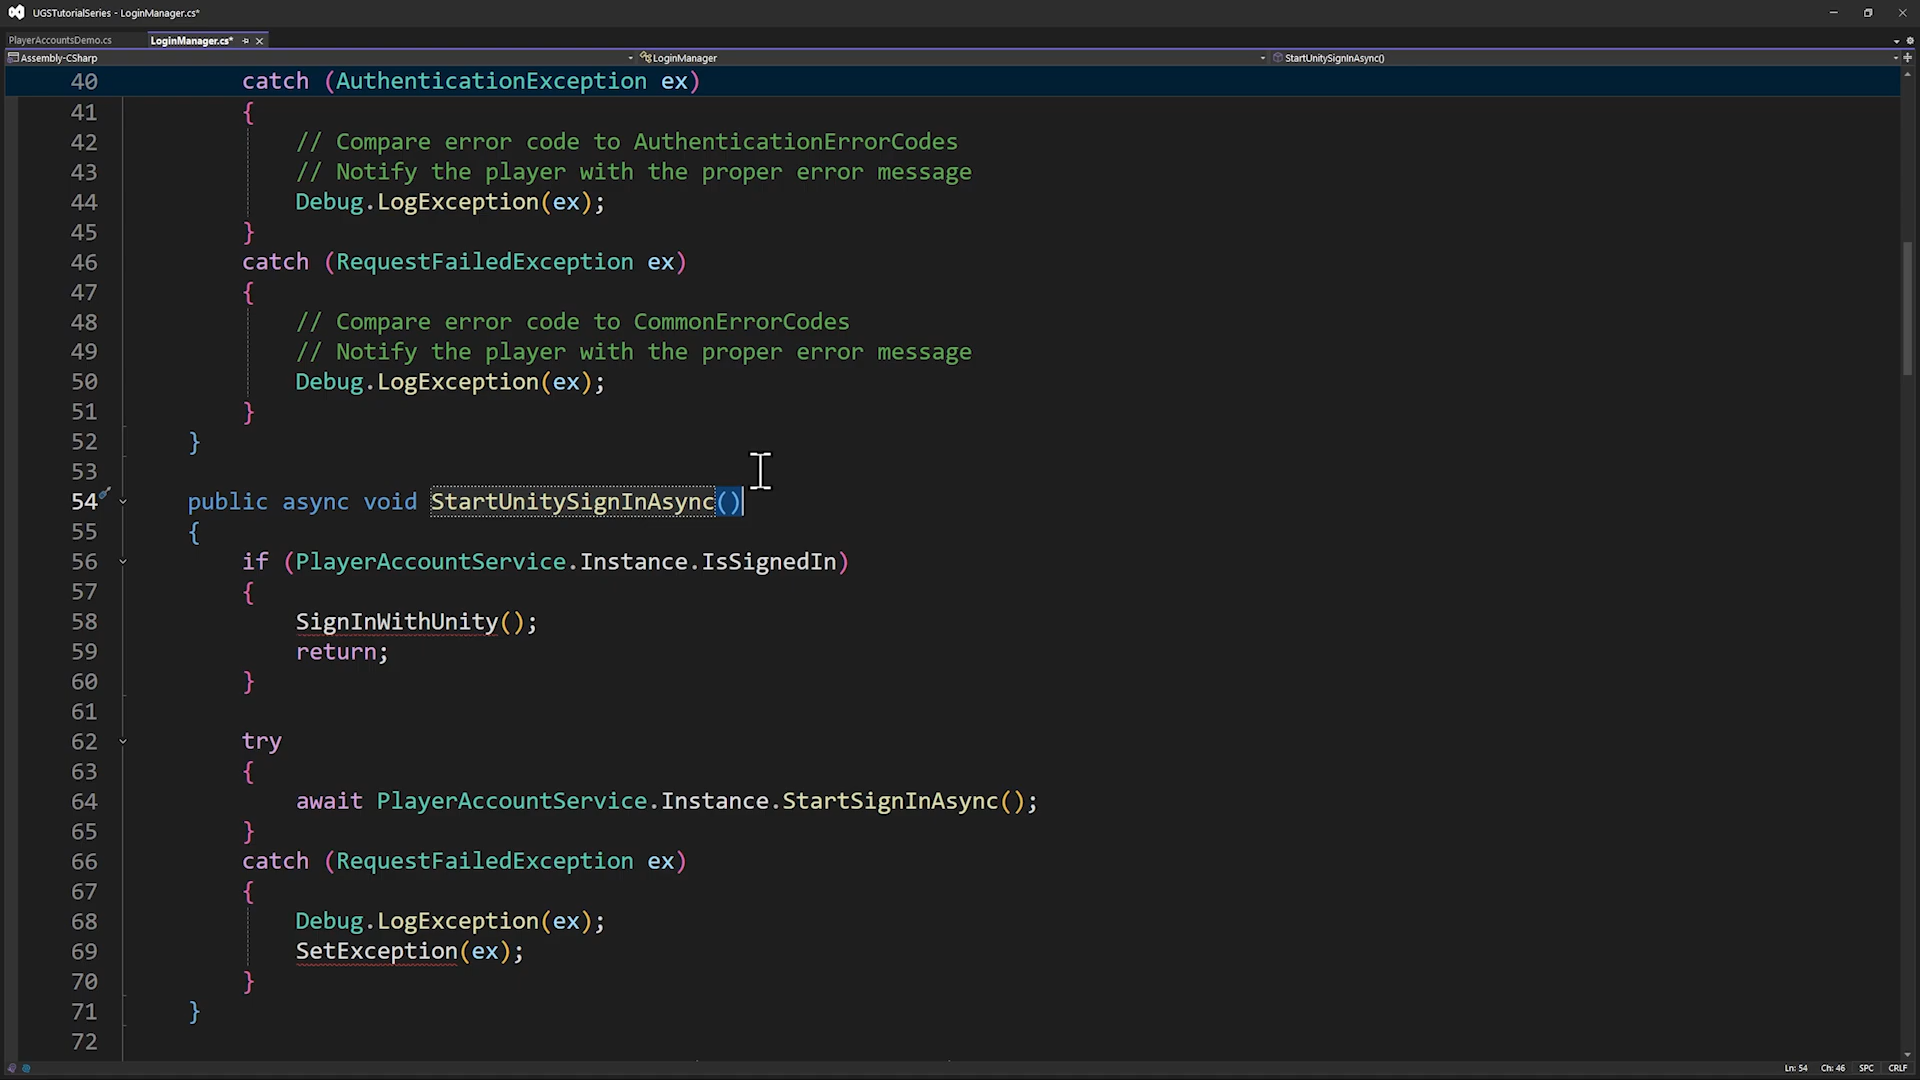 UGSTutorialSeries - LoginManager.cs*
PlayerAccountsDemo.cs LoginManager.cs*
Assembly-CSharp LoginManager StartUnitySignInAsync()
40 catch (AuthenticationException ex)
41 {
42 // Compare error code to AuthenticationErrorCodes
43 // Notify the player with the proper error message
44 Debug.LogException(ex);
45 }
46 catch (RequestFailedException ex)
47 {
48 // Compare error code to CommonErrorCodes
49 // Notify the player with the proper error message
50 Debug.LogException(ex);
51 }
52 }
53
54 public async void StartUnitySignInAsync()
55 {
56 if (PlayerAccountService.Instance.IsSignedIn)
57 {
58 SignInWithUnity();
59 return;
60 }
61
62 try
63 {
64 await PlayerAccountService.Instance.StartSignInAsync();
65 }
66 catch (RequestFailedException ex)
67 {
68 Debug.LogException(ex);
69 SetException(ex);
70 }
71 }
72
Ln: 54 Ch: 46 SPC CRLF